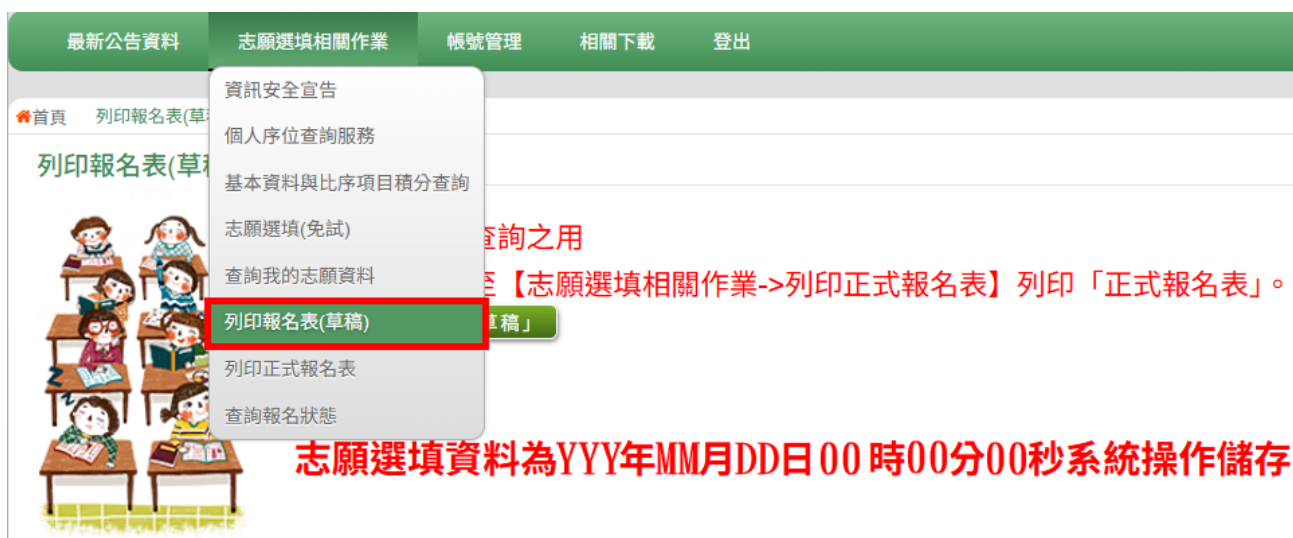 最新公告資料 志願選填相關作業 帳號管理 相關下載 登出
資訊安全宣告
首頁 列印報名表(草
個人序位查詢服務
列印報名表(草
基本資料與比序項目積分查詢
志願選填(免試)
查詢之用
查詢我的志願資料
至【志願選填相關作業->列印正式報名表】列印「正式報名表」。
列印報名表(草稿)
草稿」
列印正式報名表
查詢報名狀態
志願選填資料為YYY年MM月DD日00時00分00秒系統操作儲存